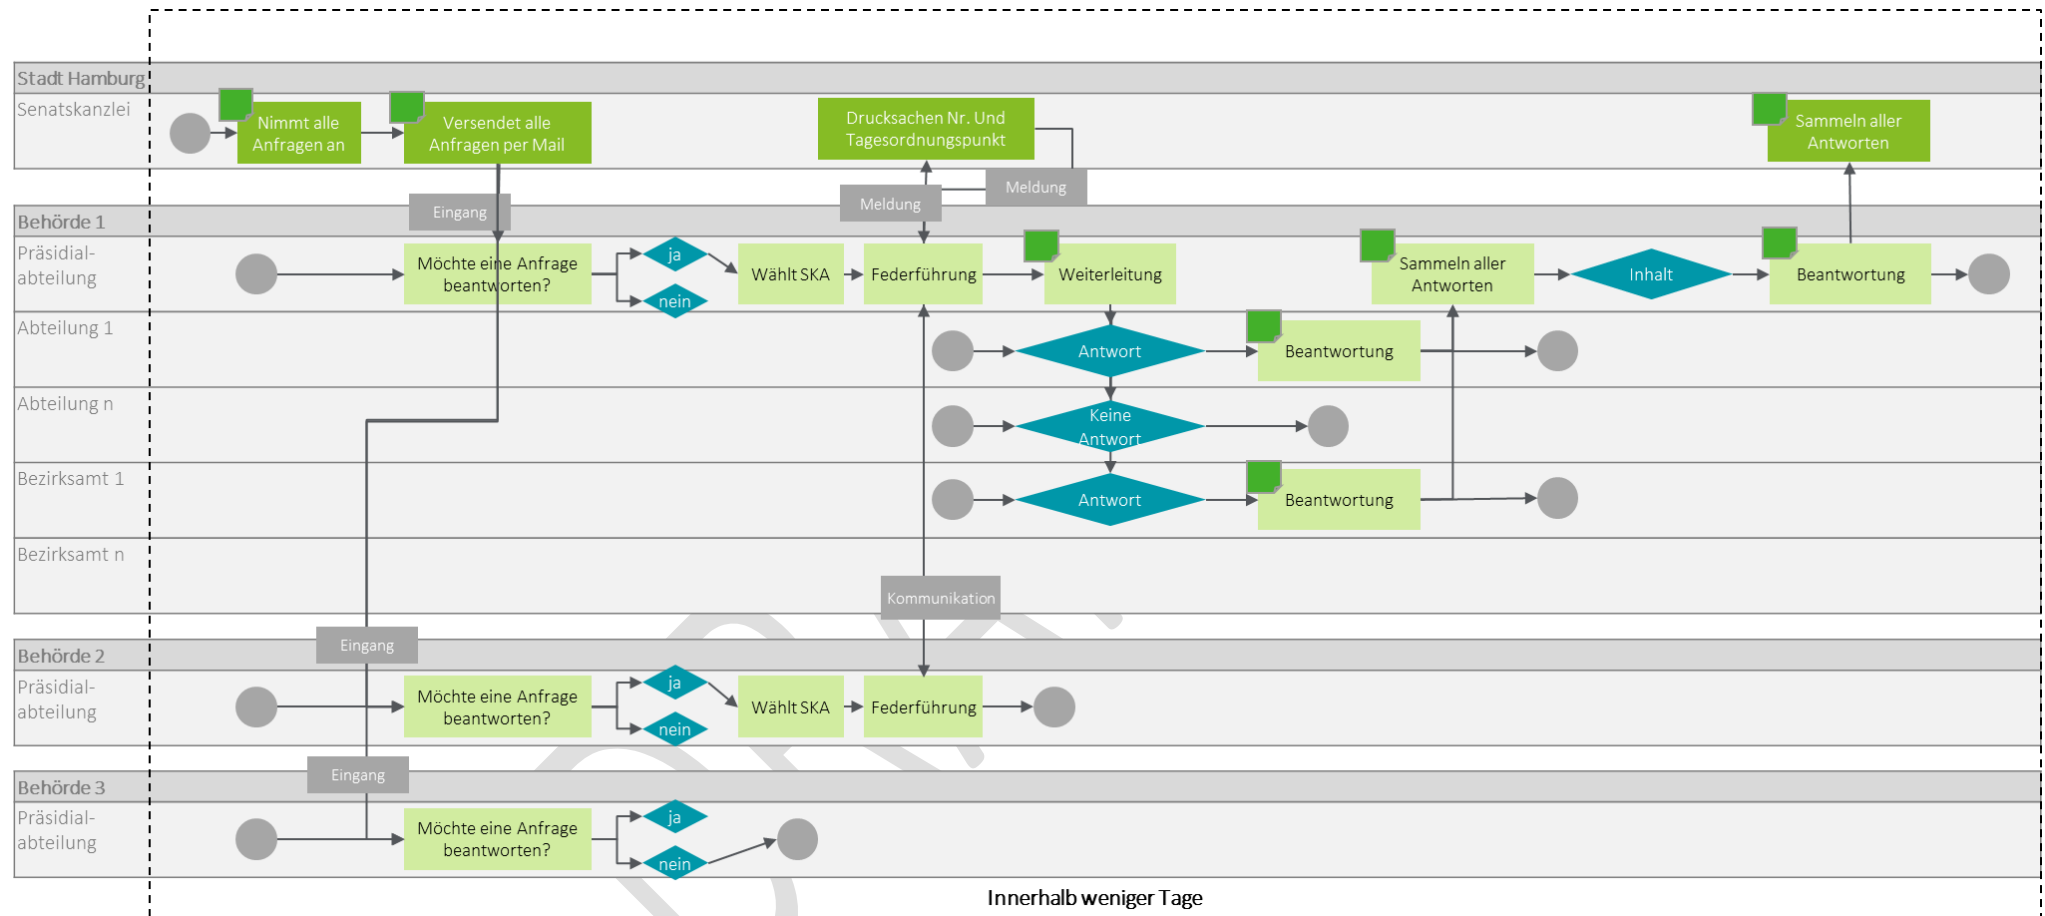 Stadt Hamburg
Senatskanzlei
Nimmt alle
Anfragen an
Versendet alle
Anfragen per Mail
Drucksachen Nr. Und
Tagesordnungspunkt
Sammeln aller
Antworten
Eingang
Meldung
Meldung
Behörde 1
Präsidial-
abteilung
Möchte eine Anfrage
beantworten?
ja
nein
Wählt SKA
Federführung
Weiterleitung
Sammeln aller
Antworten
Inhalt
Beantwortung
Abteilung 1
Antwort
Beantwortung
Abteilung n
Keine
Antwort
Bezirksamt 1
Antwort
Beantwortung
Bezirksamt n
Kommunikation
Eingang
Behörde 2
Präsidial-
abteilung
Möchte eine Anfrage
beantworten?
ja
nein
Wählt SKA
Federführung
Eingang
Behörde 3
Präsidial-
abteilung
Möchte eine Anfrage
beantworten?
ja
nein
Innerhalb weniger Tage